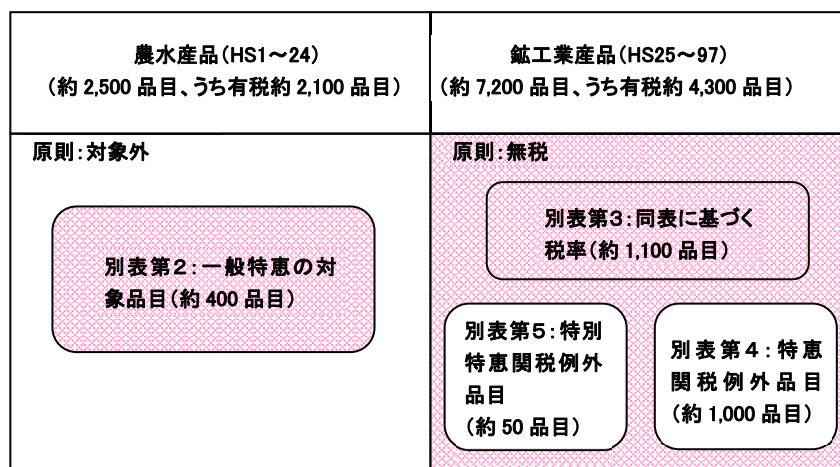 農水産品（HS1～24）
（約 2,500 品目、うち有税約 2,100 品目）
鉱工業産品（HS25～97）
（約 7,200 品目、うち有税約 4,300 品目）
原則：対象外
別表第２：一般特恵の対
象品目（約 400 品目）
原則：無税
別表第３：同表に基づく
税率（約 1,100 品目）
別表第５：特別
特恵関税例外
品目
（約 50 品目）
別表第４：特恵
関税例外品目
（約 1,000 品目）